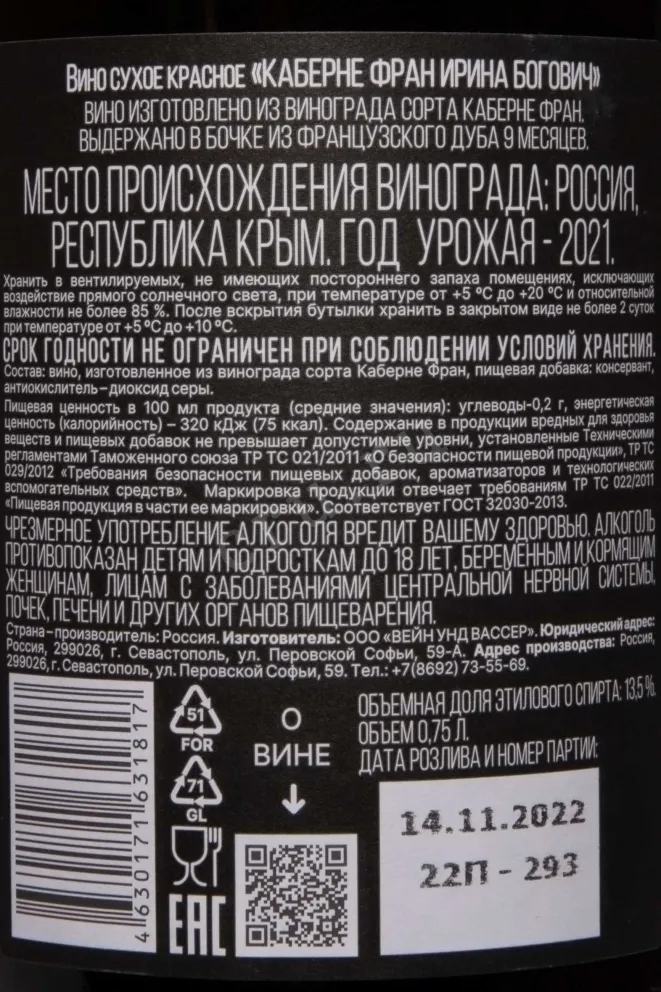 Вино сухое красное «КАБЕРНЕ ФРАН ИРИНА БОГОВИЧ»
ВИНО ИЗГОТОВЛЕНО ИЗ ВИНОГРАДА СОРТА КАБЕРНЕ ФРАН.
ВЫДЕРЖАНО В БОЧКЕ ИЗ ФРАНЦУЗСКОГО ДУБА 9 МЕСЯЦЕВ.
МЕСТО ПРОИСХОЖДЕНИЯ ВИНОГРАДА: РОССИЯ,
РЕСПУБЛИКА КРЫМ. ГОД УРОЖАЯ - 2021.
Хранить в вентилируемых, не имеющих постороннего запаха помещениях, исключающих
воздействие прямого солнечного света, при температуре от +5 °С до +20 °С и относительной
влажности не более 85 %. После вскрытия бутылки хранить в закрытом виде не более 2 суток
при температуре от +5 °С до +10 °С.
СРОК ГОДНОСТИ НЕ ОГРАНИЧЕН ПРИ СОБЛЮДЕНИИ УСЛОВИЙ ХРАНЕНИЯ.
Состав: вино, изготовленное из винограда сорта Каберне Фран, пищевая добавка: консервант,
антиокислитель – диоксид серы.
Пищевая ценность в 100 мл продукта (средние значения): углеводы-0,2 г, энергетическая
ценность (калорийность) – 320 кДж (75 ккал). Содержание в продукции вредных для здоровья
веществ и пищевых добавок не превышает допустимые уровни, установленные Техническими
регламентами Таможенного союза ТР ТС 021/2011 «О безопасности пищевой продукции», ТР ТС
029/2012 «Требования безопасности пищевых добавок, ароматизаторов и технологических
вспомогательных средств». Маркировка продукции отвечает требованиям ТР ТС 022/2011
«Пищевая продукция в части ее маркировки». Соответствует ГОСТ 32030-2013.
ЧРЕЗМЕРНОЕ УПОТРЕБЛЕНИЕ АЛКОГОЛЯ ВРЕДИТ ВАШЕМУ ЗДОРОВЬЮ. АЛКОГОЛЬ
ПРОТИВОПОКАЗАН ДЕТЯМ И ПОДРОСТКАМ ДО 18 ЛЕТ, БЕРЕМЕННЫМ И КОРМЯЩИМ
ЖЕНЩИНАМ, ЛИЦАМ С ЗАБОЛЕВАНИЯМИ ЦЕНТРАЛЬНОЙ НЕРВНОЙ СИСТЕМЫ,
ПОЧЕК, ПЕЧЕНИ И ДРУГИХ ОРГАНОВ ПИЩЕВАРЕНИЯ.
Страна – производитель: Россия. Изготовитель: ООО «ВЕЙН УНД ВАССЕР». Юридический адрес:
Россия, 299026, г. Севастополь, ул. Перовской Софьи, 59-А. Адрес производства: Россия,
299026, г. Севастополь, ул. Перовской Софьи, 59. Тел.: +7(8692) 73-55-69.
4 630171 631817
51
FOR
71
GL
ЕАС
О
ВИНЕ
ОБЪЕМНАЯ ДОЛЯ ЭТИЛОВОГО СПИРТА: 13,5 %.
ОБЪЕМ 0,75 Л.
ДАТА РОЗЛИВА И НОМЕР ПАРТИИ:
14.11.2022
22П - 293